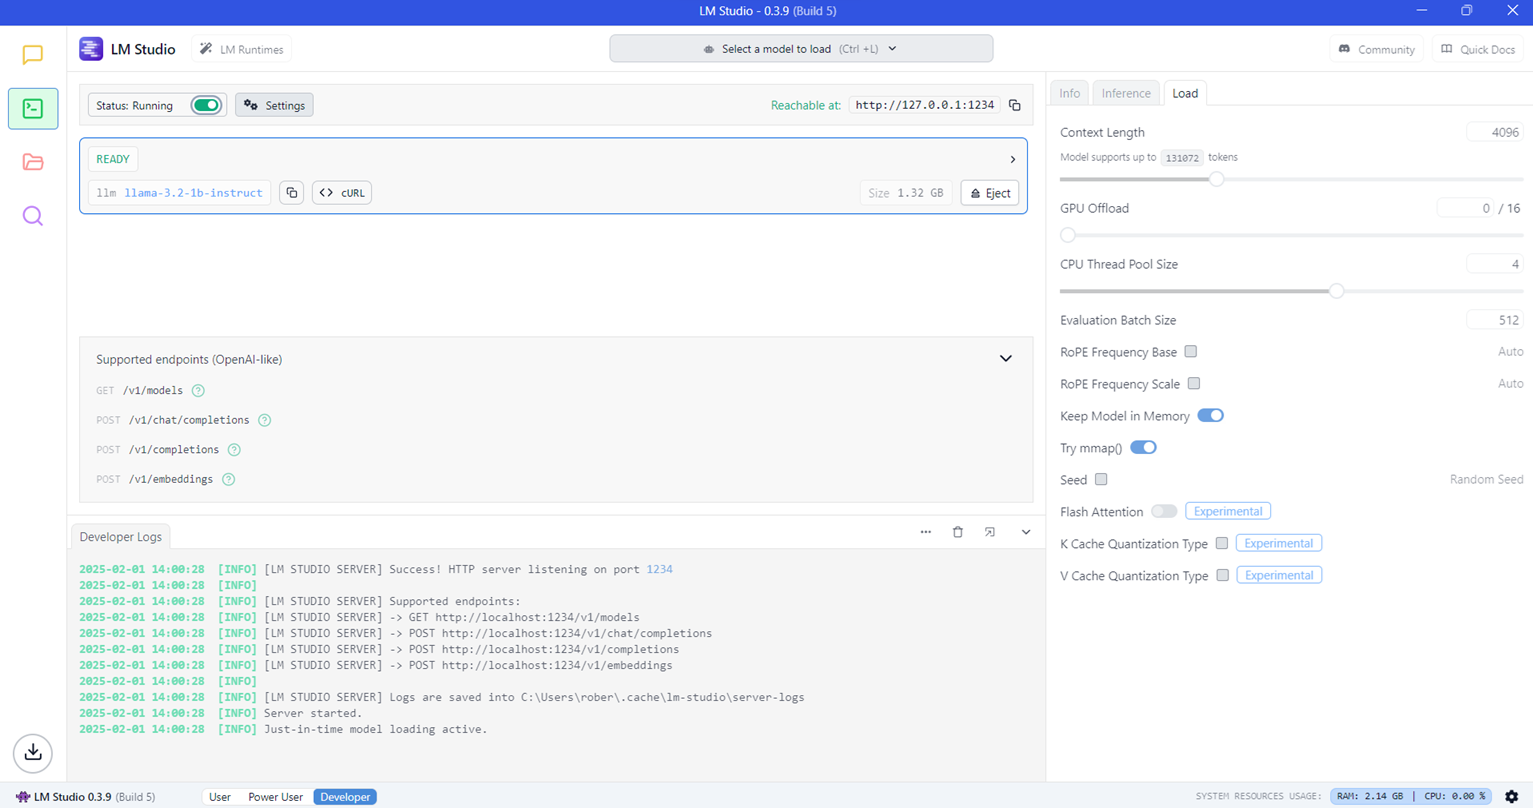 LM Studio - 0.3.9 (Build 5)
LM Studio
LM Runtimes
Select a model to load (Ctrl +L)
Community
Quick Docs
Status: Running
Settings
Reachable at: http://127.0.0.1:1234
READY
llm llama-3.2-1b-instruct
cURL
Size 1.32 GB
Eject
Supported endpoints (OpenAI-like)
GET /v1/models ?
POST /v1/chat/completions ?
POST /v1/completions ?
POST /v1/embeddings ?
Developer Logs
2025-02-01 14:00:28 [INFO] [LM STUDIO SERVER] Success! HTTP server listening on port 1234
2025-02-01 14:00:28 [INFO]
2025-02-01 14:00:28 [INFO] [LM STUDIO SERVER] Supported endpoints:
2025-02-01 14:00:28 [INFO] [LM STUDIO SERVER] -> GET http://localhost:1234/v1/models
2025-02-01 14:00:28 [INFO] [LM STUDIO SERVER] -> POST http://localhost:1234/v1/chat/completions
2025-02-01 14:00:28 [INFO] [LM STUDIO SERVER] -> POST http://localhost:1234/v1/completions
2025-02-01 14:00:28 [INFO] [LM STUDIO SERVER] -> POST http://localhost:1234/v1/embeddings
2025-02-01 14:00:28 [INFO]
2025-02-01 14:00:28 [INFO] [LM STUDIO SERVER] Logs are saved into C:\Users\rober\.cache\lm-studio\server-logs
2025-02-01 14:00:28 [INFO] Server started.
2025-02-01 14:00:28 [INFO] Just-in-time model loading active.
Info
Inference
Load
Context Length 4096
Model supports up to 131072 tokens
GPU Offload 0 / 16
CPU Thread Pool Size 4
Evaluation Batch Size 512
RoPE Frequency Base Auto
RoPE Frequency Scale Auto
Keep Model in Memory
Try mmap()
Seed Random Seed
Flash Attention Experimental
K Cache Quantization Type Experimental
V Cache Quantization Type Experimental
LM Studio 0.3.9 (Build 5)
User
Power User
Developer
SYSTEM RESOURCES USAGE: RAM: 2.14 GB | CPU: 0.00 %